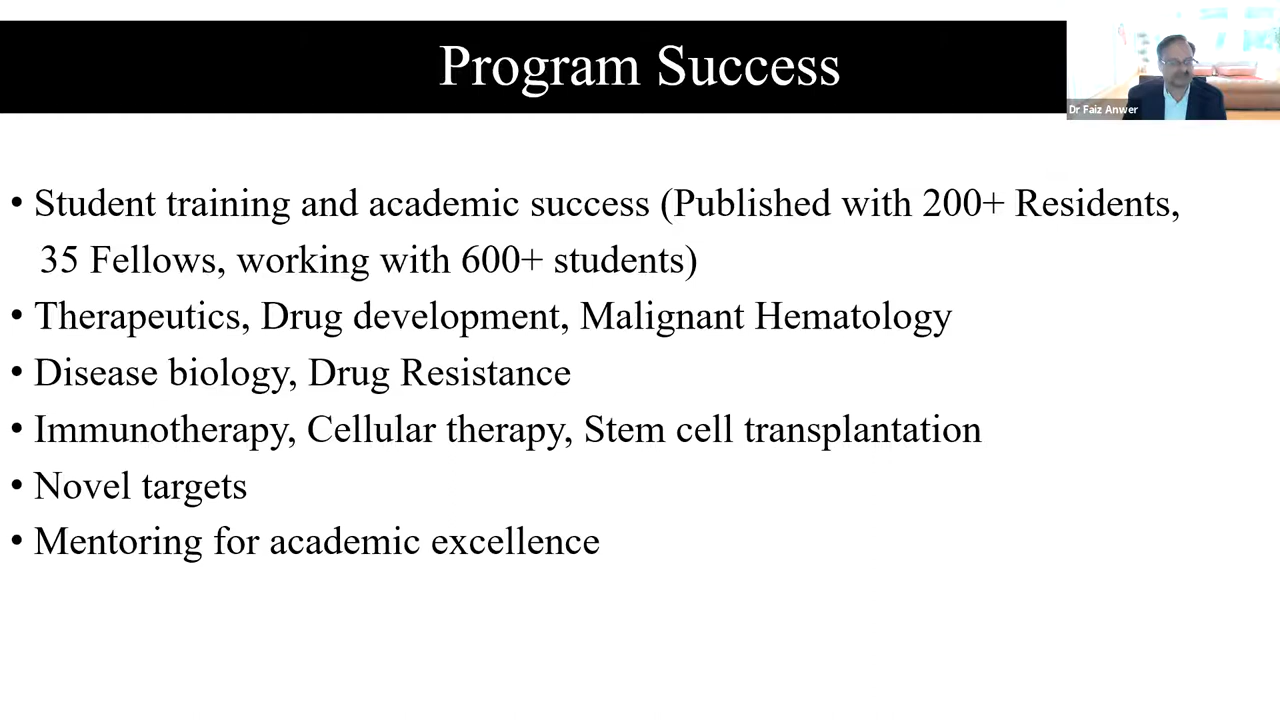 Program Success
Dr Faiz Anwer
• Student training and academic success (Published with 200+ Residents,
35 Fellows, working with 600+ students)
• Therapeutics, Drug development, Malignant Hematology
• Disease biology, Drug Resistance
• Immunotherapy, Cellular therapy, Stem cell transplantation
• Novel targets
• Mentoring for academic excellence